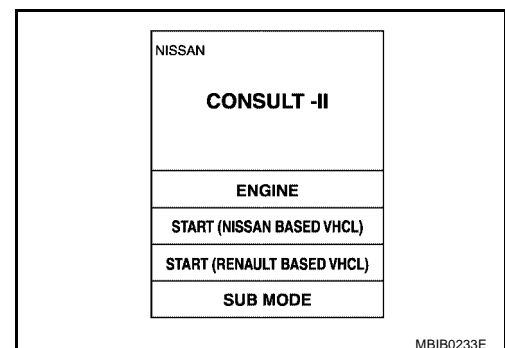 NISSAN
CONSULT -II
ENGINE
START (NISSAN BASED VHCL)
START (RENAULT BASED VHCL)
SUB MODE
MBIB0233E